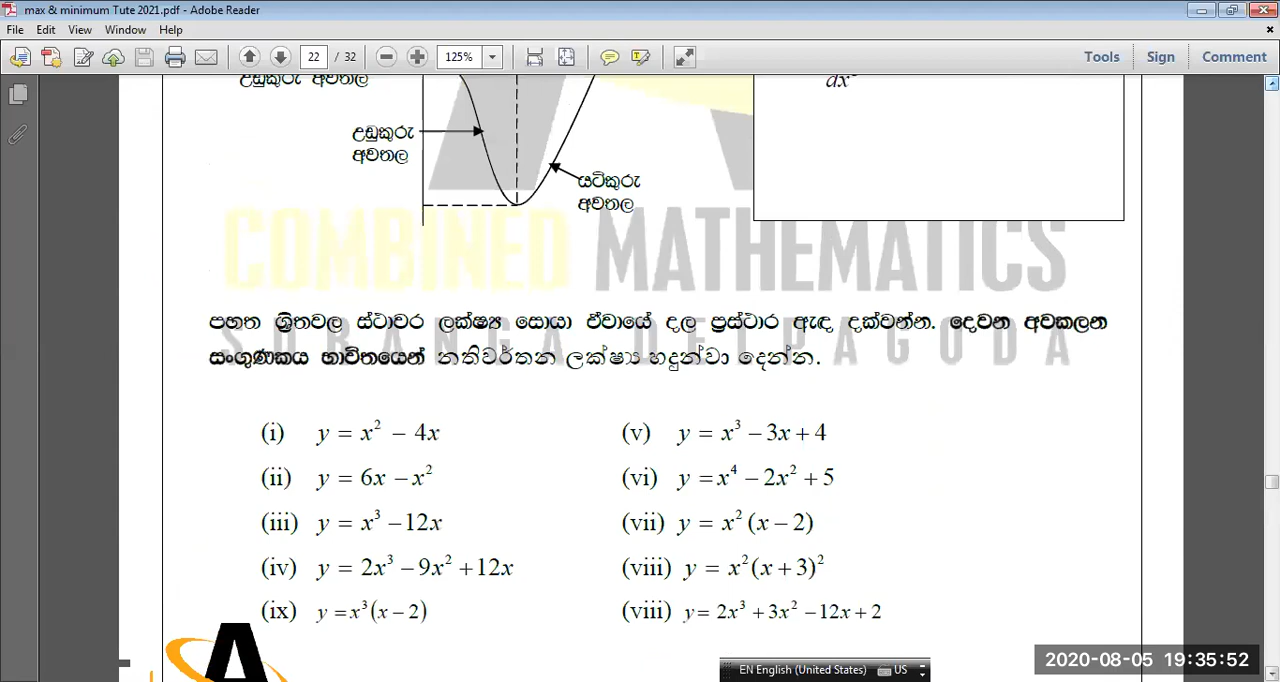 max & minimum Tute 2021.pdf - Adobe Reader
File Edit View Window Help
22 / 32 125% Tools Sign Comment
උඩුකුරු අවතල
dx²
උඩුකුරු
අවතල
යටිකුරු
අවතල
COMBINED MATHEMATICS
පහත ශ්‍රිතවල ස්ථාවර ලක්ෂ්‍ය සොයා ඒවායේ දල ප්‍රස්ථාර ඇඳ දක්වන්න. දෙවන අවකලන
සංගුණකය භාවිතයෙන් නතිවර්තන ලක්ෂ්‍ය හඳුන්වා දෙන්න.
(i) y = x² − 4x (v) y = x³ − 3x + 4
(ii) y = 6x − x² (vi) y = x⁴ − 2x² + 5
(iii) y = x³ − 12x (vii) y = x² (x − 2)
(iv) y = 2x³ − 9x² + 12x (viii) y = x²(x + 3)²
(ix) y = x³(x − 2) (viii) y = 2x³ + 3x² − 12x + 2
EN English (United States) US
2020-08-05 19:35:52